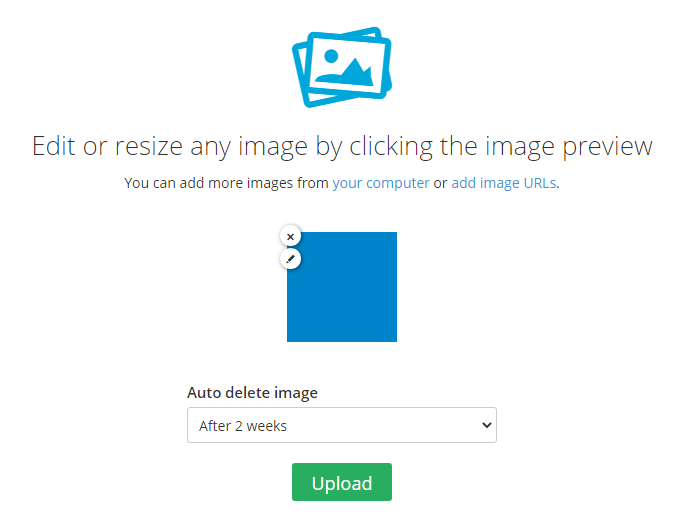 Edit or resize any image by clicking the image preview
You can add more images from your computer or add image URLs.
Auto delete image
After 2 weeks
Upload